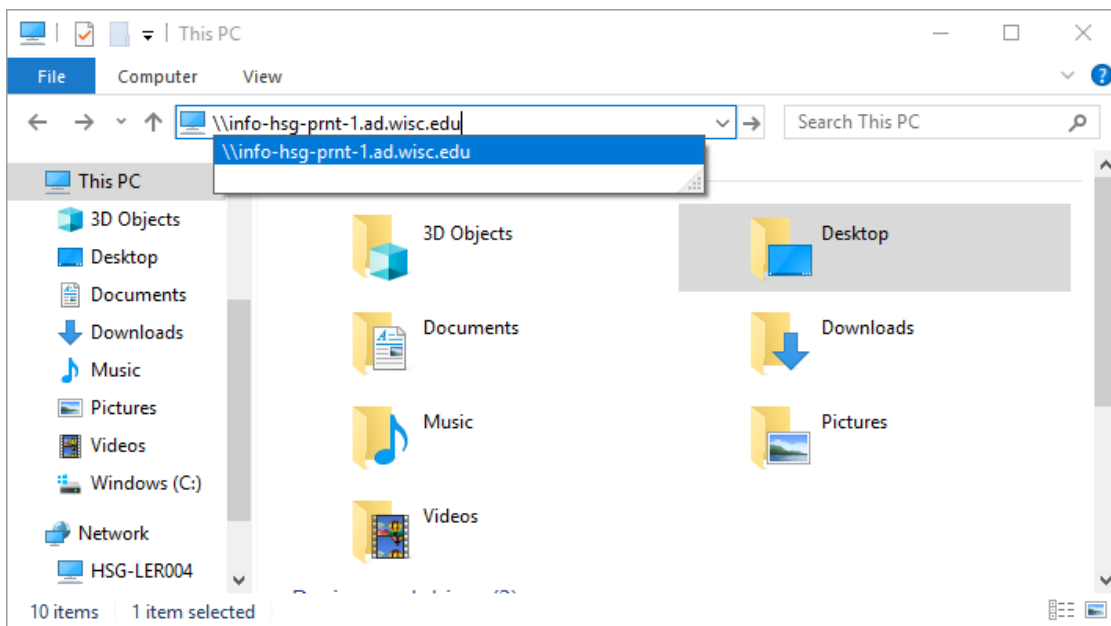 This PC
File Computer View
\\info-hsg-prnt-1.ad.wisc.edu
Search This PC
\\info-hsg-prnt-1.ad.wisc.edu
This PC
3D Objects
Desktop
Documents
Downloads
Music
Pictures
Videos
Windows (C:)
Network
HSG-LER004
3D Objects
Desktop
Documents
Downloads
Music
Pictures
Videos
10 items 1 item selected